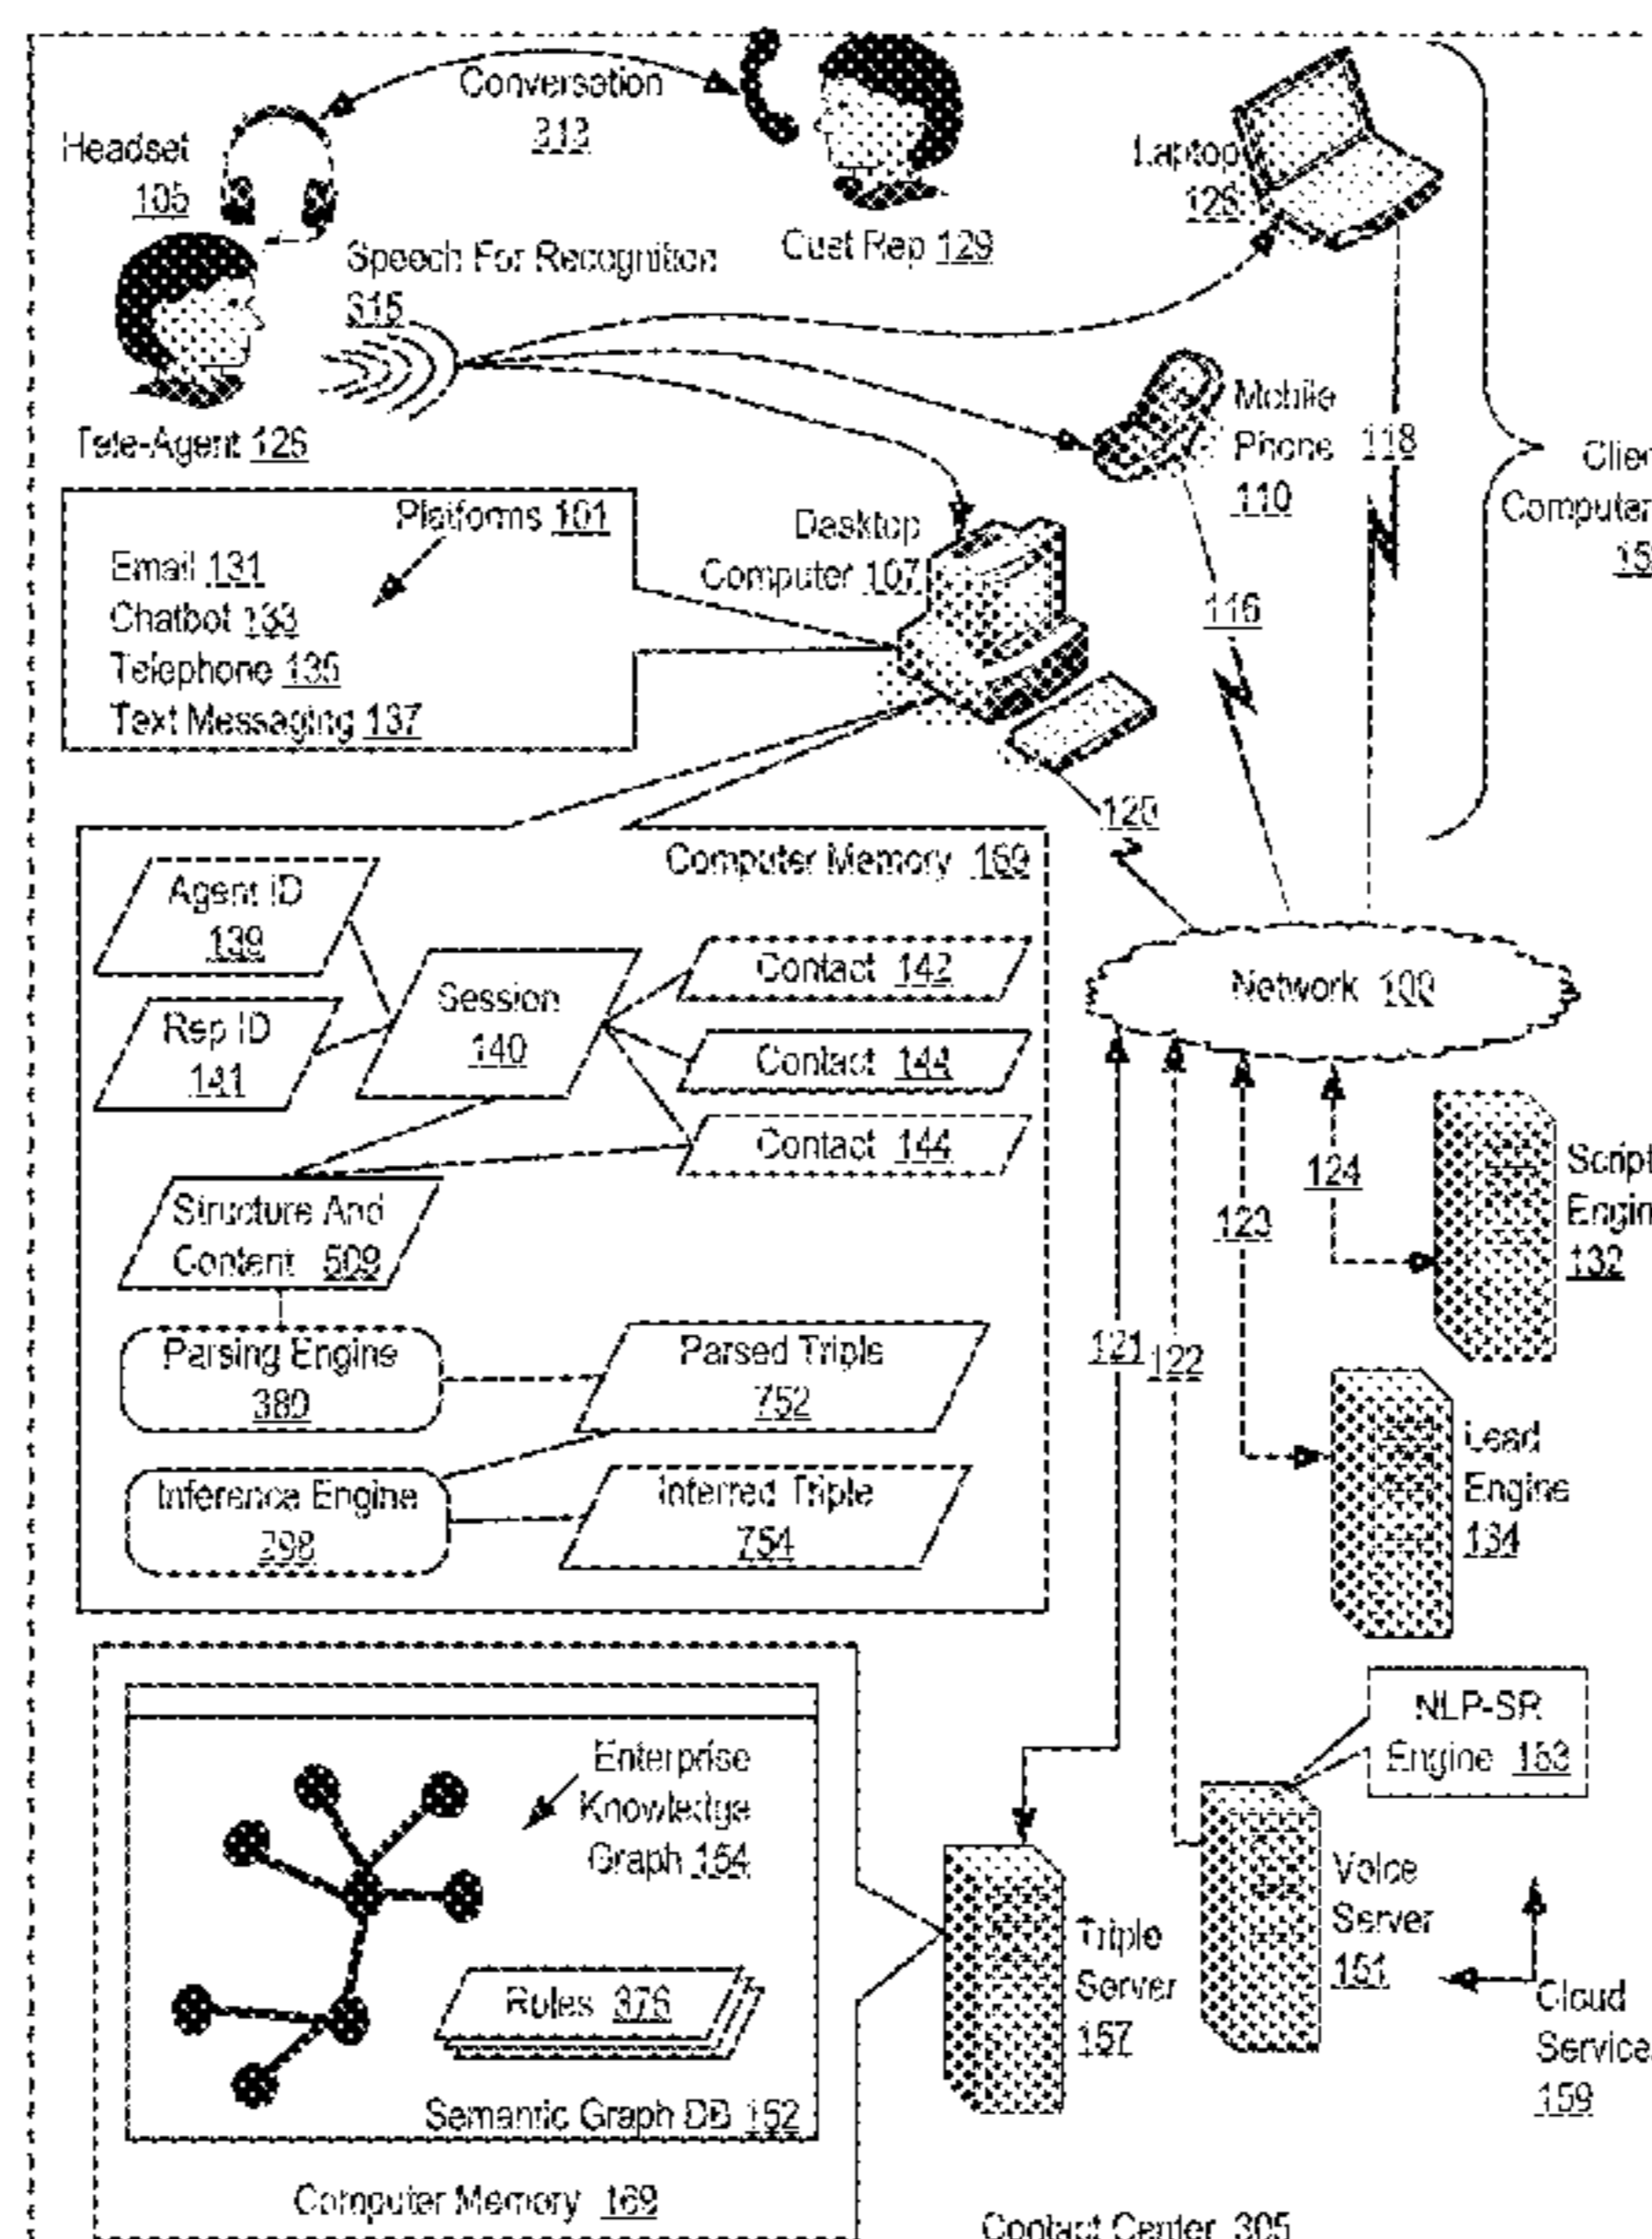 Conversation
313
Headset
105
Laptop
126
Speech For Recognition
315
Cust Rep 129
Tele-Agent 126
Mobile
Phone
110
118
Platforms 101
Email 131
Chatbot 133
Telephone 135
Text Messaging 137
Desktop
Computer 107
116
120
Computer Memory 159
Agent ID
139
Rep ID
141
Session
140
Contact 142
Contact 144
Contact 144
Network 100
Structure And
Content 509
Parsing Engine
380
Parsed Triple
752
Inference Engine
298
Inferred Triple
754
121
122
123
124
132
Lead
Engine
134
NLP-SR
Engine 153
Enterprise
Knowledge
Graph 154
Rules 376
Semantic Graph DB 152
Computer Memory 169
Triple
Server
157
Voice
Server
151
Cloud
Service
159
Contact Center 305